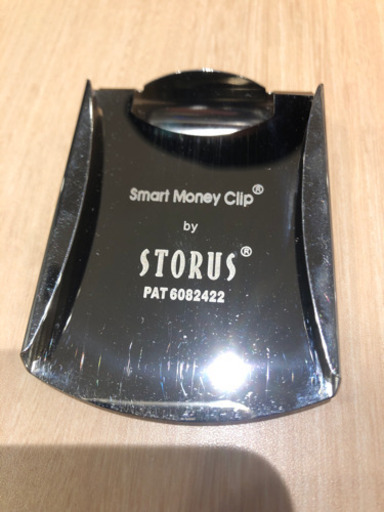 Smart Money Clip®
by
STORUS®
PAT 6082422